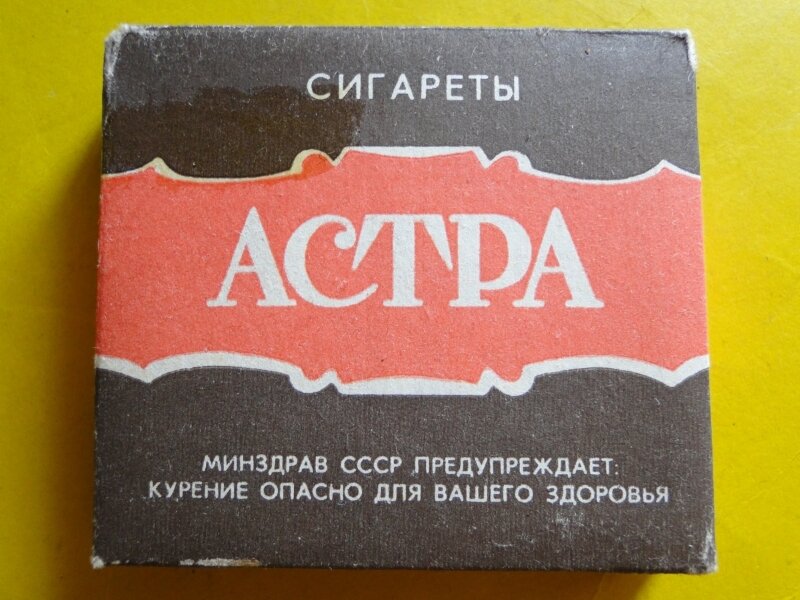 СИГАРЕТЫ
АСТРА
МИНЗДРАВ СССР ПРЕДУПРЕЖДАЕТ:
КУРЕНИЕ ОПАСНО ДЛЯ ВАШЕГО ЗДОРОВЬЯ